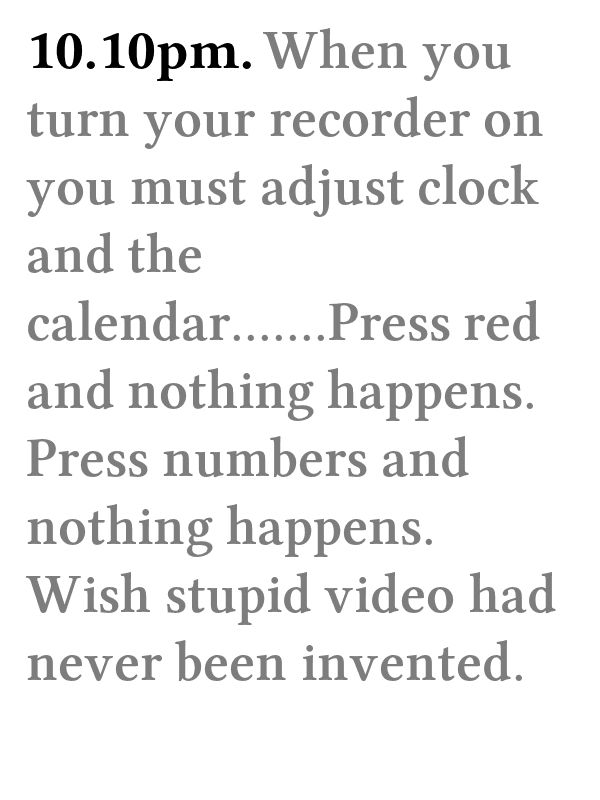 10.10pm. When you
turn your recorder on
you must adjust clock
and the
calendar.......Press red
and nothing happens.
Press numbers and
nothing happens.
Wish stupid video had
never been invented.